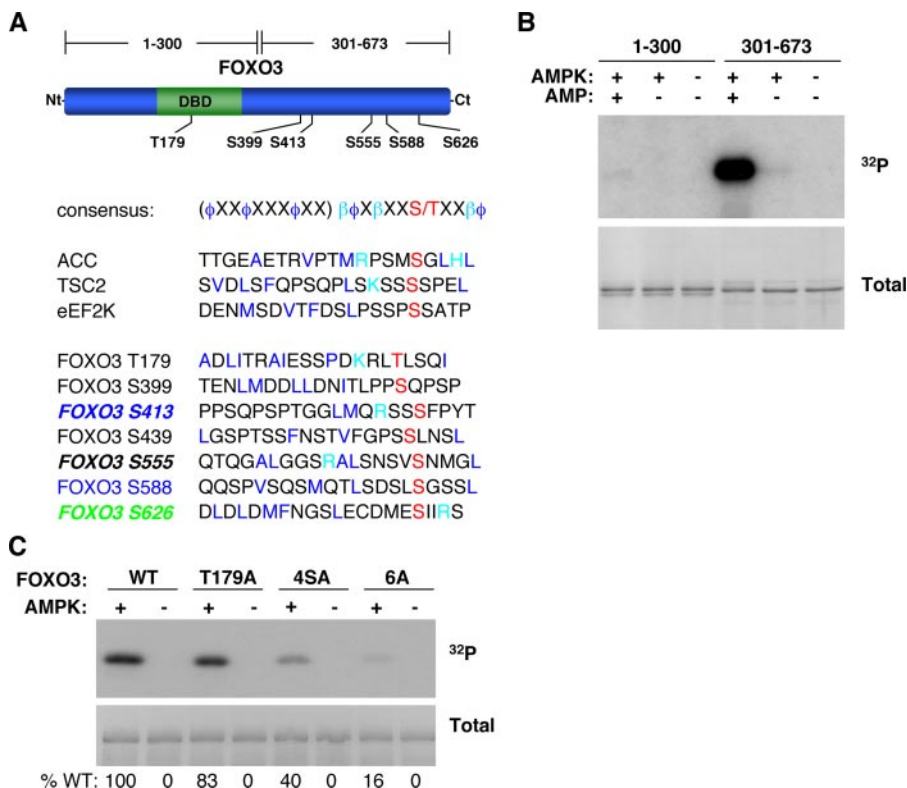 A
1-300 301-673
FOXO3
Nt- DBD -Ct
T179 S399 S413 S555 S588 S626
consensus: (ϕXXϕXXXϕXX) βϕXβXXS/TXXβϕ
ACC TTGEAETRVPTMRPSMSGLHL
TSC2 SVDLSFQPSQPLSKSSSSPEL
eEF2K DENMSDVTFDSLPSSPSSATP
FOXO3 T179 ADLITRAIESSPDKRLTLSQI
FOXO3 S399 TENLMDDLLDNITLPPSQPSP
FOXO3 S413 PPSQPSPTGGLMQRSSSFPYT
FOXO3 S439 LGSPTSSFNSTVFGPSSLNSL
FOXO3 S555 QTQGALGGSRALSNSVSNMGL
FOXO3 S588 QQSPVSQSMQTLSDSLSGSSL
FOXO3 S626 DLDLDMFNGSLECDMESIIRS
B
1-300 301-673
AMPK: + + - + + -
AMP: + - - + - -
32P
Total
C
FOXO3: WT T179A 4SA 6A
AMPK: + - + - + - + -
32P
Total
% WT: 100 0 83 0 40 0 16 0